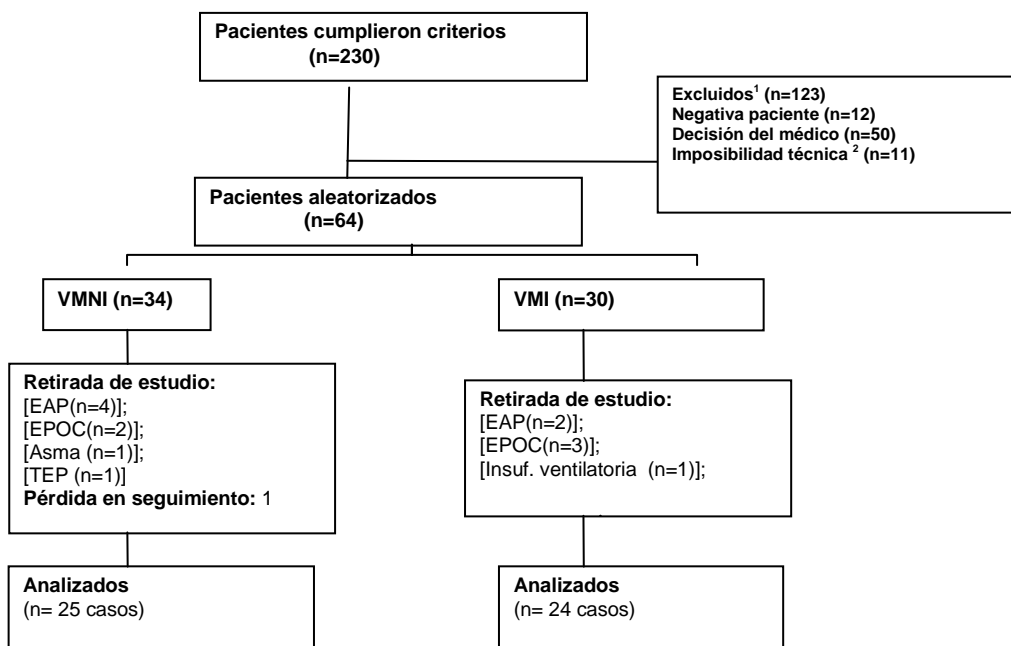 Pacientes cumplieron criterios
(n=230)
Excluidos¹ (n=123)
Negativa paciente (n=12)
Decisión del médico (n=50)
Imposibilidad técnica ² (n=11)
Pacientes aleatorizados
(n=64)
VMNI (n=34)
VMI (n=30)
Retirada de estudio:
[EAP(n=4)];
[EPOC(n=2)];
[Asma (n=1)];
[TEP (n=1)]
Pérdida en seguimiento: 1
Retirada de estudio:
[EAP(n=2)];
[EPOC(n=3)];
[Insuf. ventilatoria (n=1)];
Analizados
(n= 25 casos)
Analizados
(n= 24 casos)